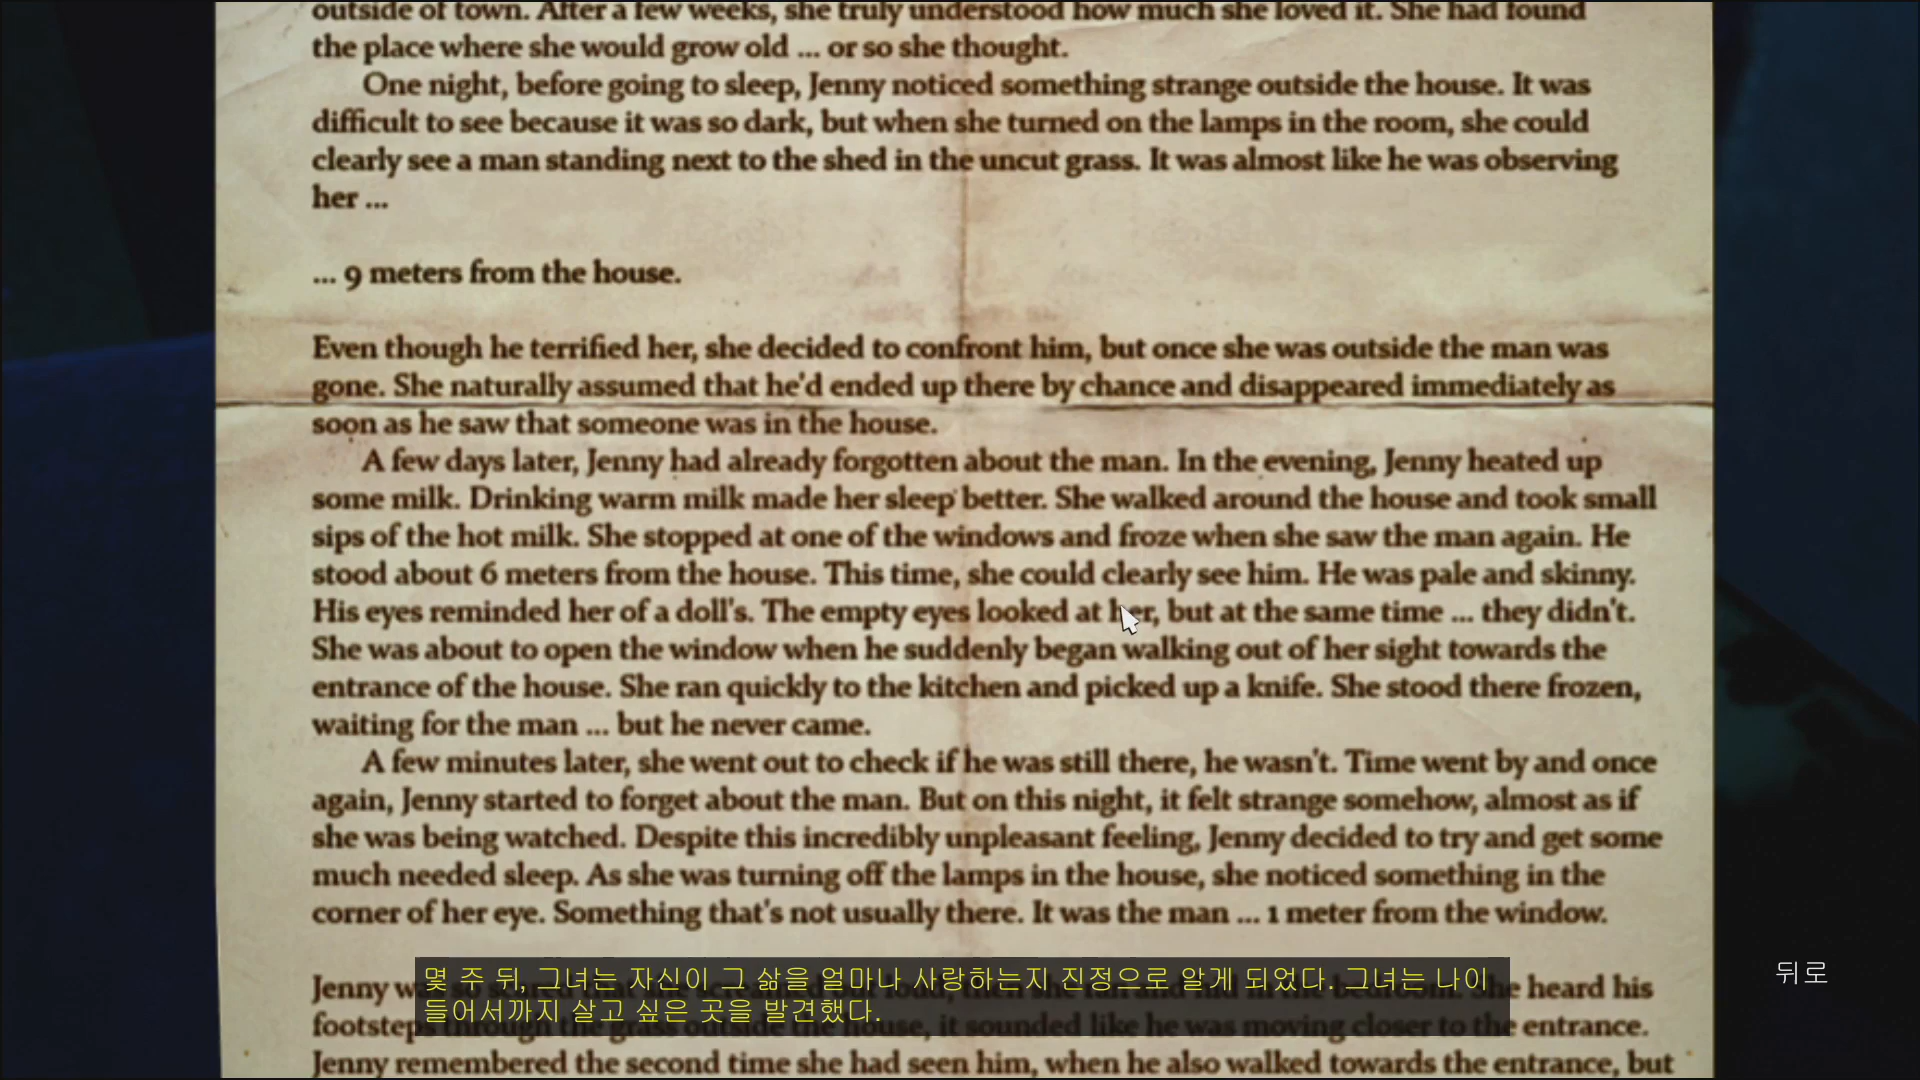 outside of town. After a few weeks, she truly understood how much she loved it. She had found
the place where she would grow old ... or so she thought.
One night, before going to sleep, Jenny noticed something strange outside the house. It was
difficult to see because it was so dark, but when she turned on the lamps in the room, she could
clearly see a man standing next to the shed in the uncut grass. It was almost like he was observing
her ...
... 9 meters from the house.
Even though he terrified her, she decided to confront him, but once she was outside the man was
gone. She naturally assumed that he'd ended up there by chance and disappeared immediately as
soon as he saw that someone was in the house.
A few days later, Jenny had already forgotten about the man. In the evening, Jenny heated up
some milk. Drinking warm milk made her sleep better. She walked around the house and took small
sips of the hot milk. She stopped at one of the windows and froze when she saw the man again. He
stood about 6 meters from the house. This time, she could clearly see him. He was pale and skinny.
His eyes reminded her of a doll's. The empty eyes looked at her, but at the same time ... they didn't.
She was about to open the window when he suddenly began walking out of her sight towards the
entrance of the house. She ran quickly to the kitchen and picked up a knife. She stood there frozen,
waiting for the man ... but he never came.
A few minutes later, she went out to check if he was still there, he wasn't. Time went by and once
again, Jenny started to forget about the man. But on this night, it felt strange somehow, almost as if
she was being watched. Despite this incredibly unpleasant feeling, Jenny decided to try and get some
much needed sleep. As she was turning off the lamps in the house, she noticed something in the
corner of her eye. Something that's not usually there. It was the man ... 1 meter from the window.
Jenny heard his
footsteps through the grass outside the house, it sounded like he was moving closer to the entrance.
Jenny remembered the second time she had seen him, when he also walked towards the entrance, but
몇 주 뒤, 그녀는 자신이 그 삶을 얼마나 사랑하는지 진정으로 알게 되었다. 그녀는 나이
들어서까지 살고 싶은 곳을 발견했다.
뒤로